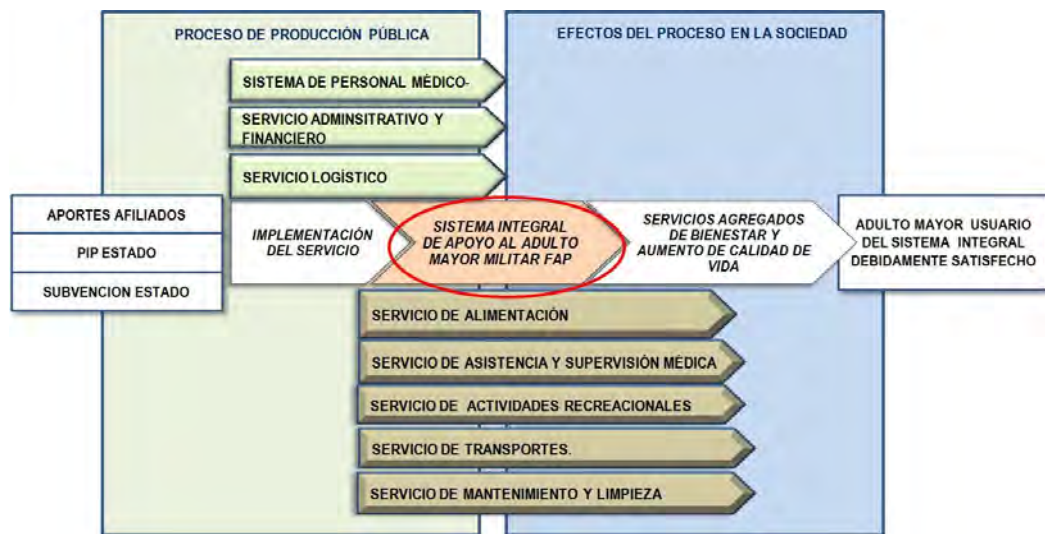 PROCESO DE PRODUCCIÓN PÚBLICA
EFECTOS DEL PROCESO EN LA SOCIEDAD
SISTEMA DE PERSONAL MÉDICO-
SERVICIO ADMINSITRATIVO Y
FINANCIERO
SERVICIO LOGÍSTICO
APORTES AFILIADOS
PIP ESTADO
SUBVENCION ESTADO
IMPLEMENTACIÓN
DEL SERVICIO
SISTEMA INTEGRAL
DE APOYO AL ADULTO
MAYOR MILITAR FAP
SERVICIOS AGREGADOS
DE BIENESTAR Y
AUMENTO DE CALIDAD DE
VIDA
ADULTO MAYOR USUARIO
DEL SISTEMA INTEGRAL
DEBIDAMENTE SATISFECHO
SERVICIO DE ALIMENTACIÓN
SERVICIO DE ASISTENCIA Y SUPERVISIÓN MÉDICA
SERVICIO DE ACTIVIDADES RECREACIONALES
SERVICIO DE TRANSPORTES.
SERVICIO DE MANTENIMIENTO Y LIMPIEZA